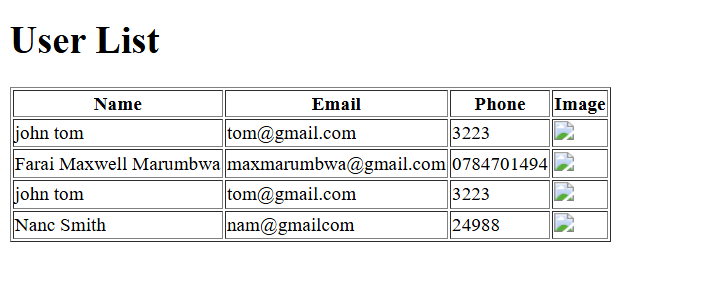 User List
Name Email Phone Image
john tom tom@gmail.com 3223
Farai Maxwell Marumbwa maxmarumbwa@gmail.com 0784701494
john tom tom@gmail.com 3223
Nanc Smith nam@gmailcom 24988